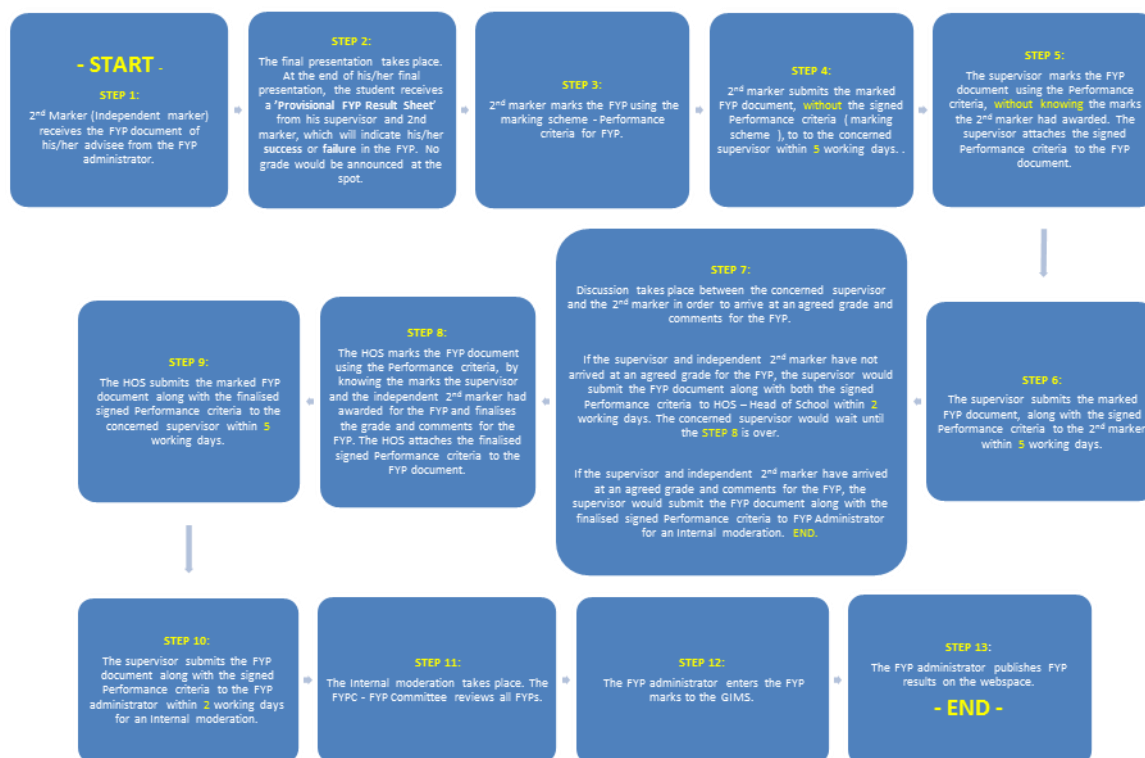 - START -
STEP 1:
2nd Marker (Independent marker)
receives the FYP document of
his/her advisee from the FYP
administrator.
STEP 2:
The final presentation takes place.
At the end of his/her final
presentation, the student receives
a 'Provisional FYP Result Sheet'
from his supervisor and 2nd
marker, which will indicate his/her
success or failure in the FYP. No
grade would be announced at the
spot.
STEP 3:
2nd marker marks the FYP using the
marking scheme - Performance
criteria for FYP.
STEP 4:
2nd marker submits the marked
FYP document, without the signed
Performance criteria ( marking
scheme ), to to the concerned
supervisor within 5 working days. .
STEP 5:
The supervisor marks the FYP
document using the Performance
criteria, without knowing the marks
the 2nd marker had awarded. The
supervisor attaches the signed
Performance criteria to the FYP
document.
STEP 6:
The supervisor submits the marked
FYP document, along with the signed
Performance criteria to the 2nd marker
within 5 working days.
STEP 7:
Discussion takes place between the concerned supervisor
and the 2nd marker in order to arrive at an agreed grade and
comments for the FYP.
If the supervisor and independent 2nd marker have not
arrived at an agreed grade for the FYP, the supervisor would
submit the FYP document along with both the signed
Performance criteria to HOS – Head of School within 2
working days. The concerned supervisor would wait until
the STEP 8 is over.
If the supervisor and independent 2nd marker have arrived
at an agreed grade and comments for the FYP, the
supervisor would submit the FYP document along with the
finalised signed Performance criteria to FYP Administrator
for an Internal moderation. END.
STEP 8:
The HOS marks the FYP document
using the Performance criteria, by
knowing the marks the supervisor
and the independent 2nd marker had
awarded for the FYP and finalises
the grade and comments for the
FYP. The HOS attaches the finalised
signed Performance criteria to the
FYP document.
STEP 9:
The HOS submits the marked FYP
document along with the finalised
signed Performance criteria to the
concerned supervisor within 5
working days.
STEP 10:
The supervisor submits the FYP
document along with the signed
Performance criteria to the FYP
administrator within 2 working days
for an Internal moderation.
STEP 11:
The Internal moderation takes place. The
FYPC - FYP Committee reviews all FYPs.
STEP 12:
The FYP administrator enters the FYP
marks to the GIMS.
STEP 13:
The FYP administrator publishes FYP
results on the webspace.
- END -